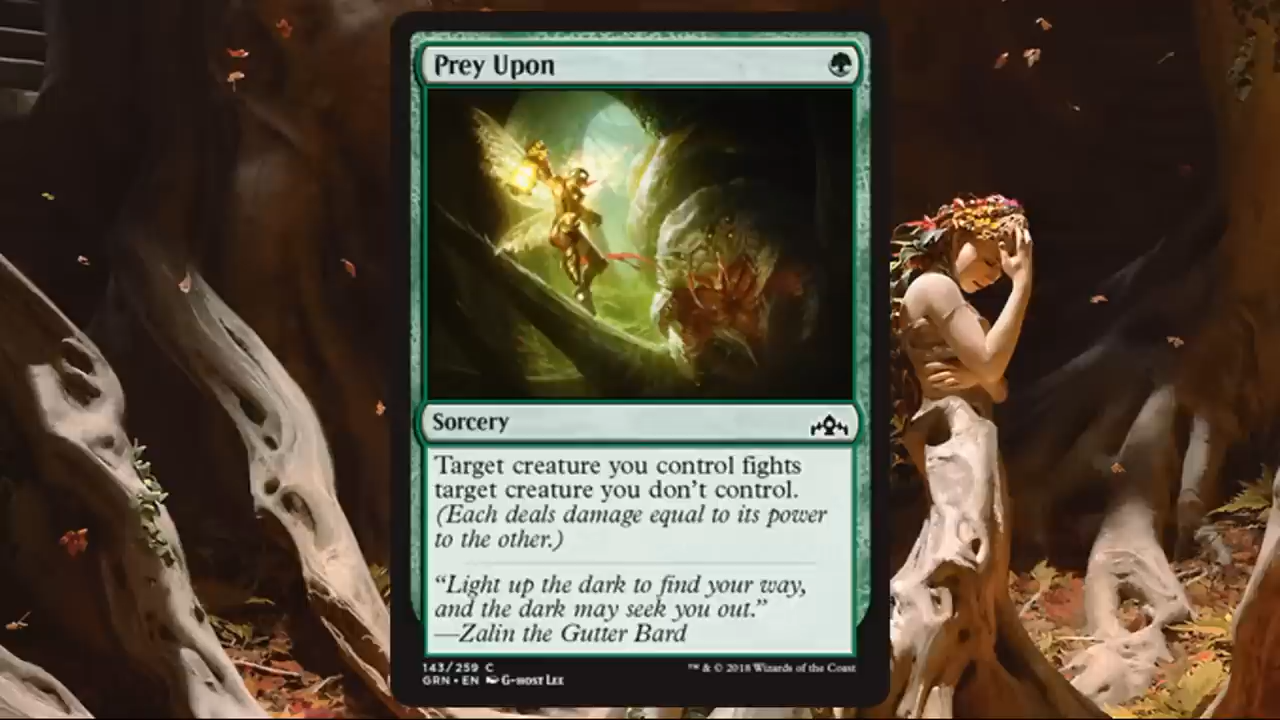 Prey Upon
Sorcery
Target creature you control fights
target creature you don't control.
(Each deals damage equal to its power
to the other.)
“Light up the dark to find your way,
and the dark may seek you out.”
—Zalin the Gutter Bard
143/259 C
™ & © 2018 Wizards of the Coast
GRN • EN G-host Lee